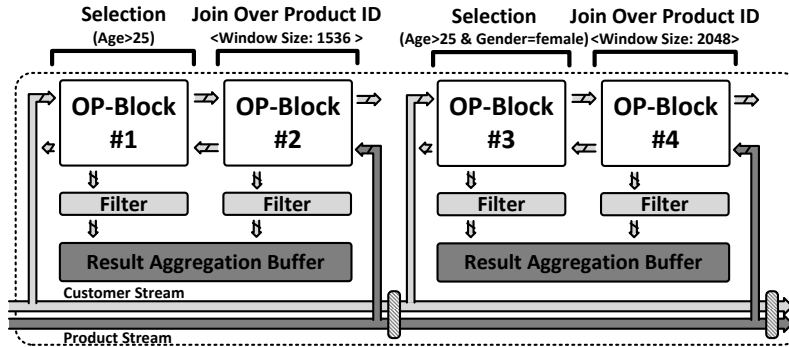 Selection
(Age>25)
Join Over Product ID
<Window Size: 1536 >
Selection
(Age>25 & Gender=female)
Join Over Product ID
<Window Size: 2048>
OP-Block
#1
OP-Block
#2
OP-Block
#3
OP-Block
#4
Filter
Filter
Filter
Filter
Result Aggregation Buffer
Result Aggregation Buffer
Customer Stream
Product Stream